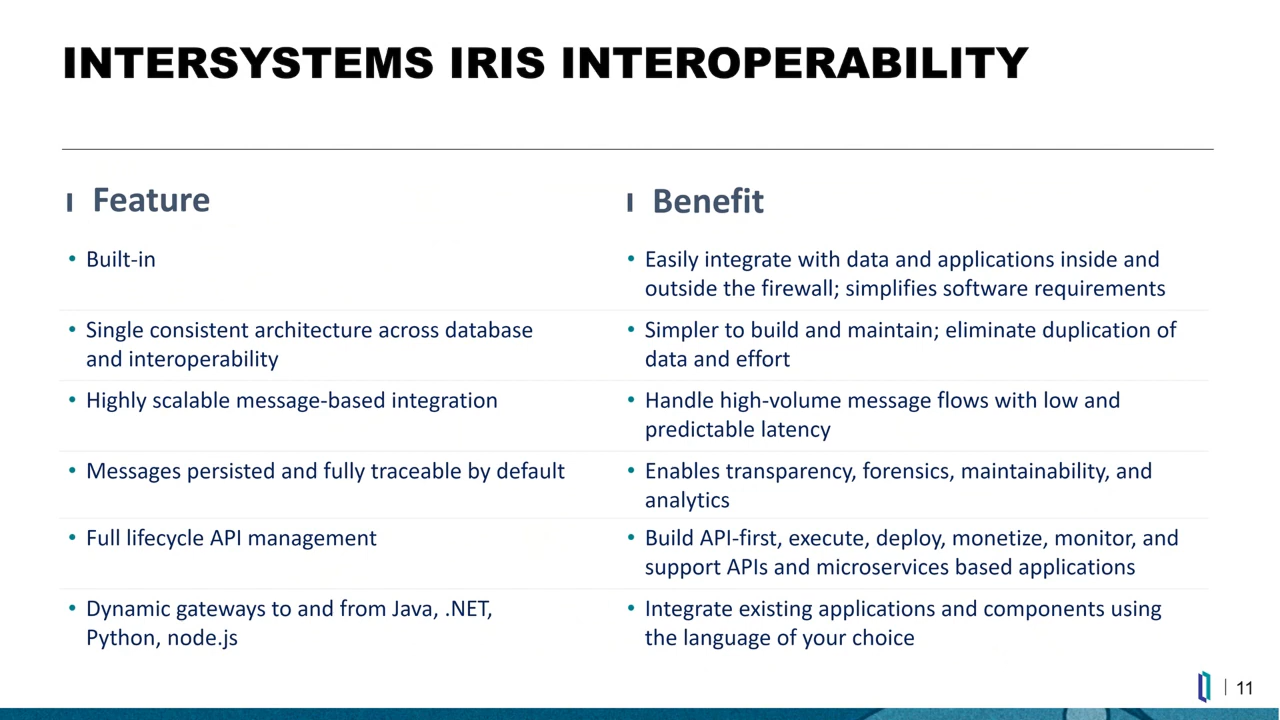 INTERSYSTEMS IRIS INTEROPERABILITY
Feature
Benefit
• Built-in
• Easily integrate with data and applications inside and
outside the firewall; simplifies software requirements
• Single consistent architecture across database
and interoperability
• Simpler to build and maintain; eliminate duplication of
data and effort
• Highly scalable message-based integration
• Handle high-volume message flows with low and
predictable latency
• Messages persisted and fully traceable by default
• Enables transparency, forensics, maintainability, and
analytics
• Full lifecycle API management
• Build API-first, execute, deploy, monetize, monitor, and
support APIs and microservices based applications
• Dynamic gateways to and from Java, .NET,
Python, node.js
• Integrate existing applications and components using
the language of your choice
11